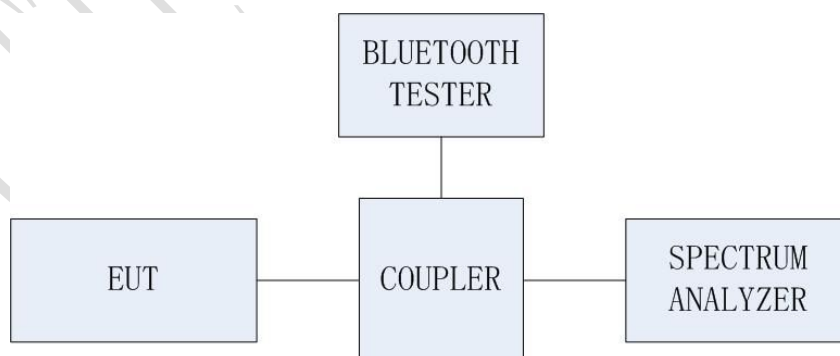 BLUETOOTH
TESTER
EUT
COUPLER
SPECTRUM
ANALYZER